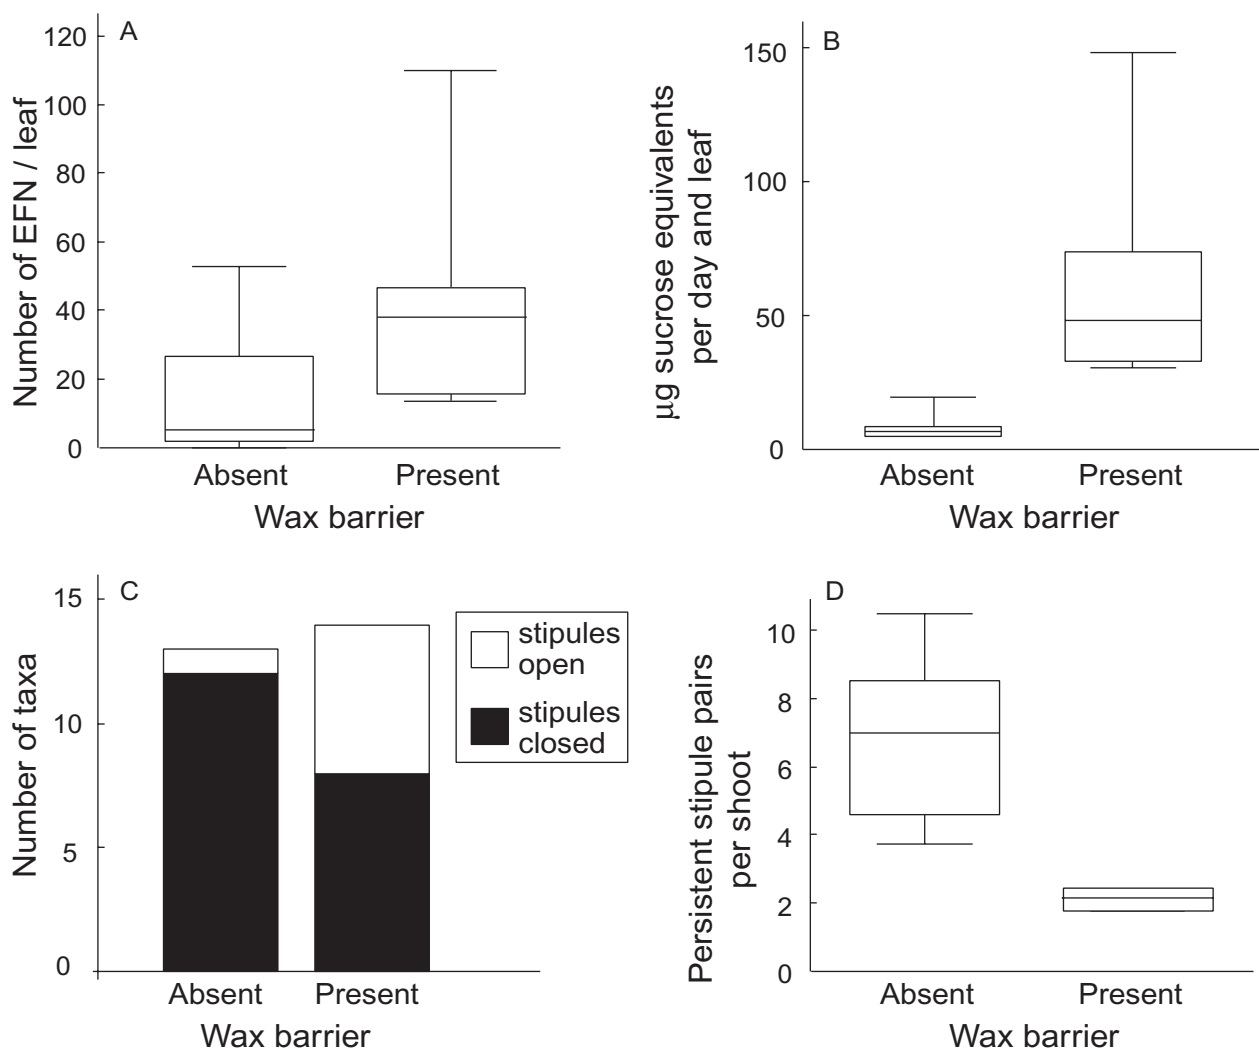 A
Number of EFN / leaf
120
100
80
60
40
20
0
Absent
Present
Wax barrier
B
µg sucrose equivalents
per day and leaf
150
100
50
0
Absent
Present
Wax barrier
C
Number of taxa
15
10
5
0
stipules
open
stipules
closed
Absent
Present
Wax barrier
D
Persistent stipule pairs
per shoot
10
8
6
4
2
0
Absent
Present
Wax barrier